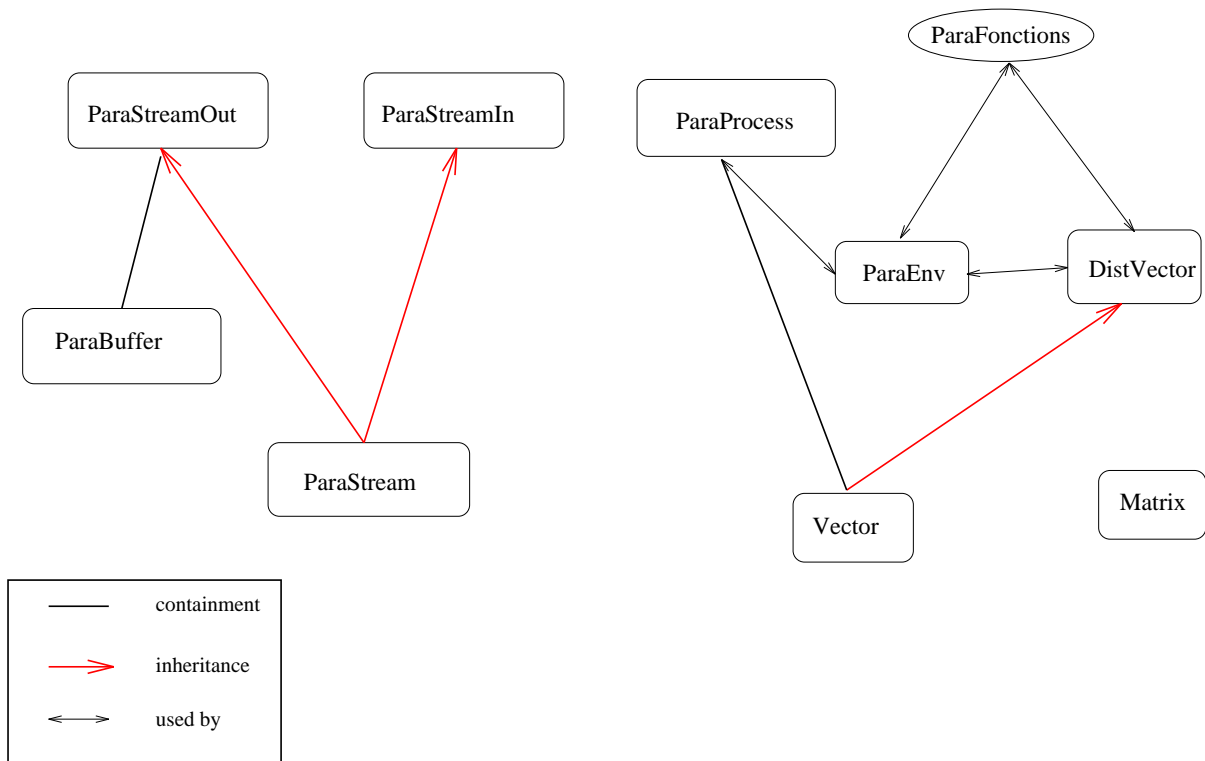 ParaFonctions
ParaStreamOut
ParaStreamIn
ParaProcess
ParaEnv
DistVector
ParaBuffer
ParaStream
Vector
Matrix
containment
inheritance
used by